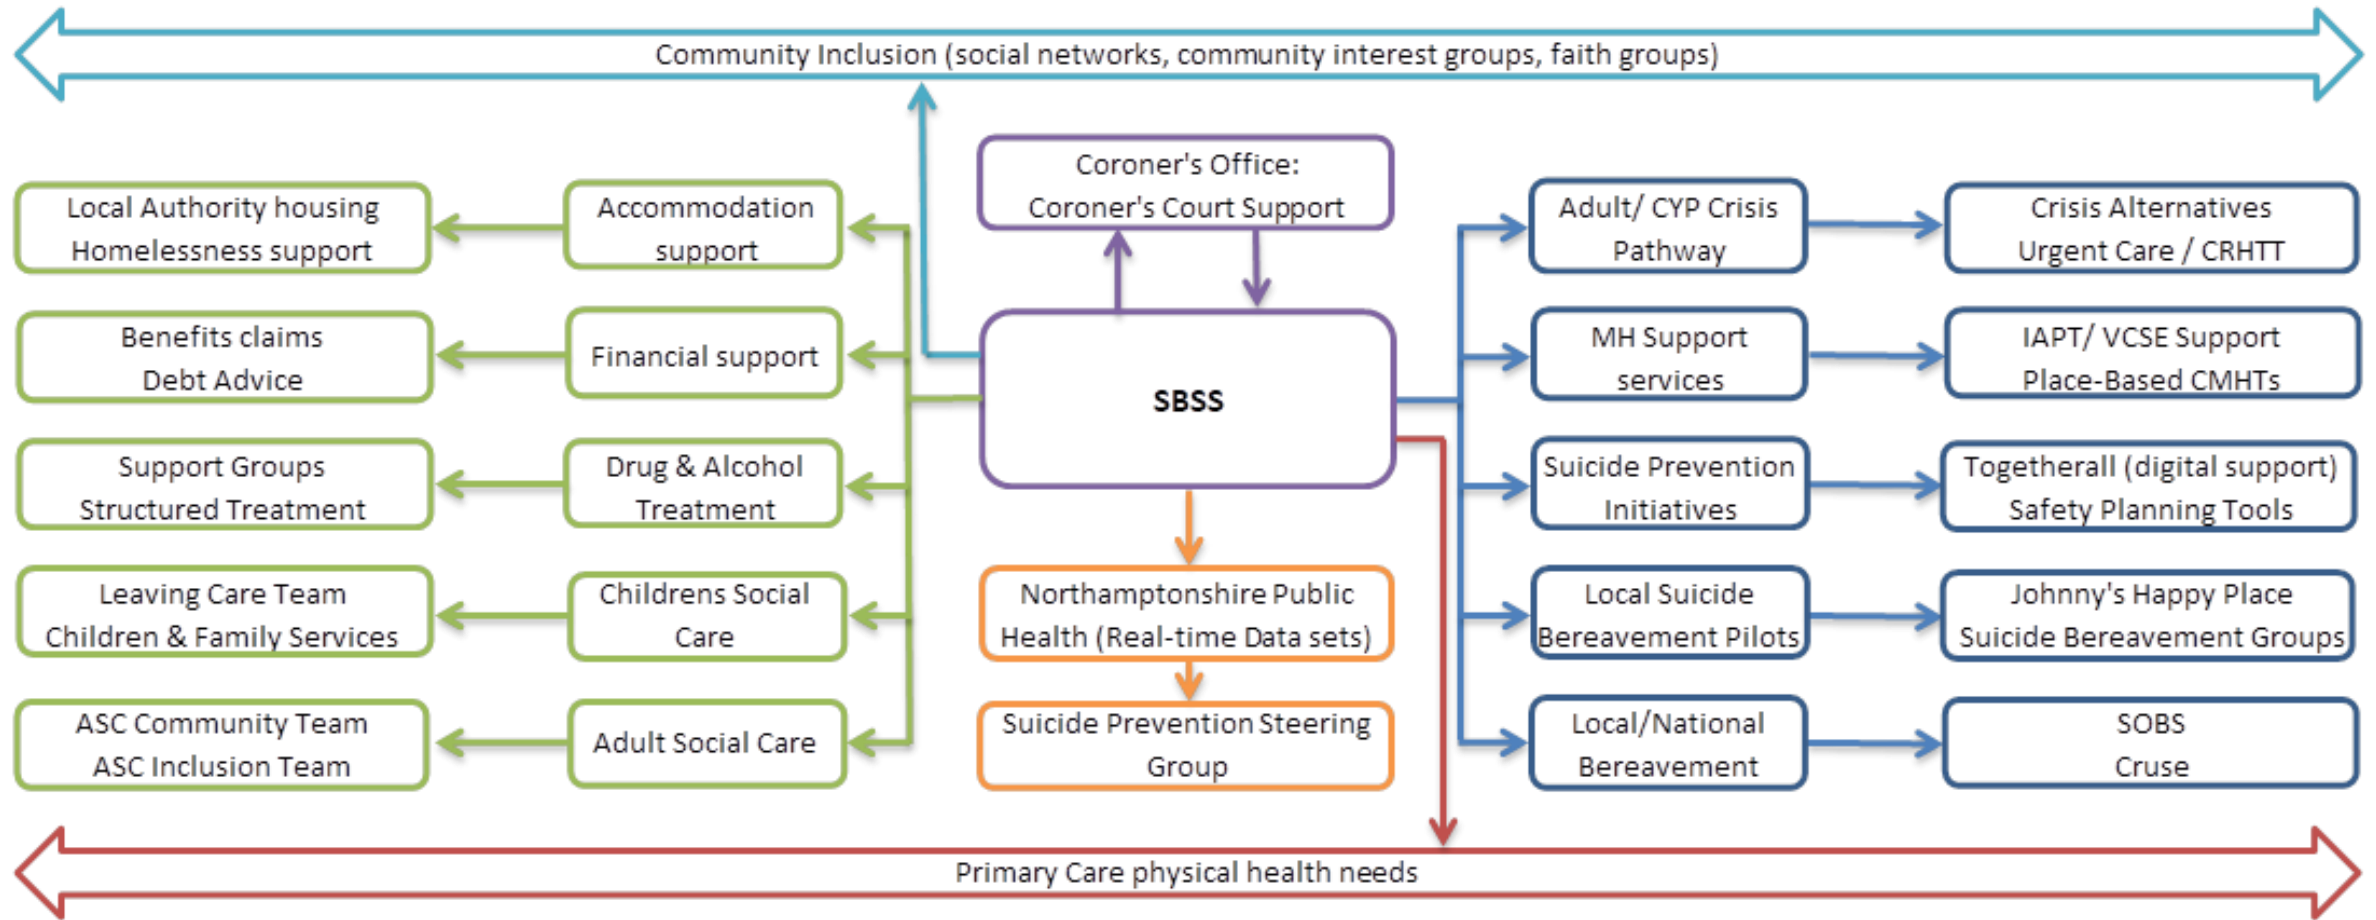 Community Inclusion (social networks, community interest groups, faith groups)
Coroner's Office:
Coroner's Court Support
SBSS
Northamptonshire Public
Health (Real-time Data sets)
Suicide Prevention Steering
Group
Accommodation
support
Local Authority housing
Homelessness support
Financial support
Benefits claims
Debt Advice
Drug & Alcohol
Treatment
Support Groups
Structured Treatment
Childrens Social
Care
Leaving Care Team
Children & Family Services
Adult Social Care
ASC Community Team
ASC Inclusion Team
Adult/ CYP Crisis
Pathway
Crisis Alternatives
Urgent Care / CRHTT
MH Support
services
IAPT/ VCSE Support
Place-Based CMHTs
Suicide Prevention
Initiatives
Togetherall (digital support)
Safety Planning Tools
Local Suicide
Bereavement Pilots
Johnny's Happy Place
Suicide Bereavement Groups
Local/National
Bereavement
SOBS
Cruse
Primary Care physical health needs